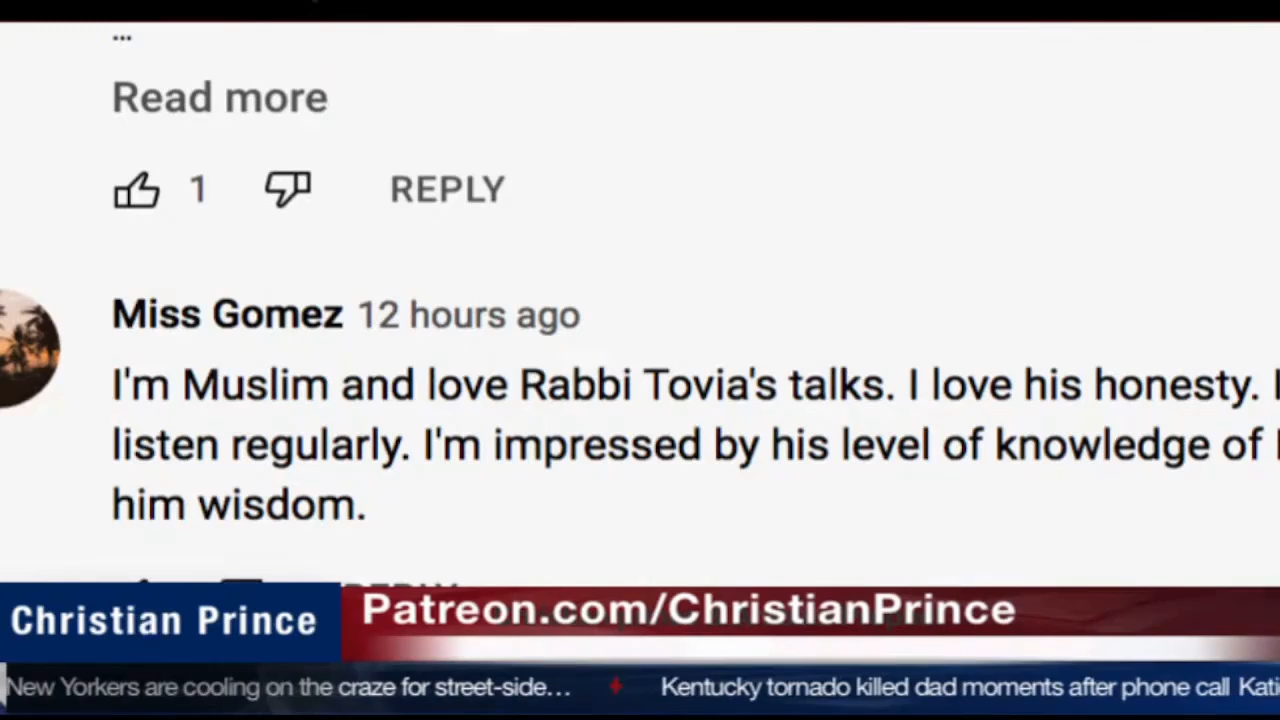 ...
Read more
1 REPLY
Miss Gomez 12 hours ago
I'm Muslim and love Rabbi Tovia's talks. I love his honesty.
listen regularly. I'm impressed by his level of knowledge of
him wisdom.
REPLY
Christian Prince
Patreon.com/ChristianPrince
New Yorkers are cooling on the craze for street-side... Kentucky tornado killed dad moments after phone call Kati